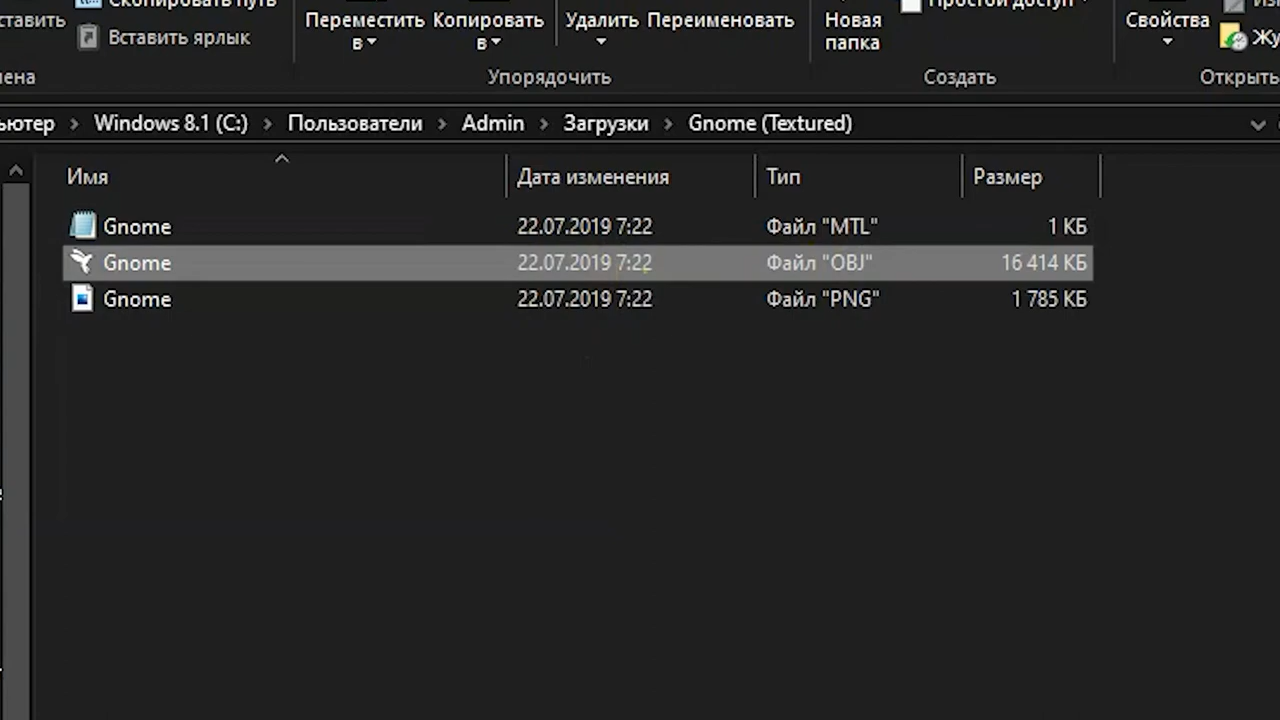 ставить
Скопировать путь
Вставить ярлык
Переместить в
Копировать в
Удалить
Переименовать
Новая папка
Простой доступ
Свойства
Жу
Упорядочить
Создать
Открыть
Windows 8.1 (C:) > Пользователи > Admin > Загрузки > Gnome (Textured)
Имя Дата изменения Тип Размер
Gnome 22.07.2019 7:22 Файл "MTL" 1 КБ
Gnome 22.07.2019 7:22 Файл "OBJ" 16 414 КБ
Gnome 22.07.2019 7:22 Файл "PNG" 1 785 КБ